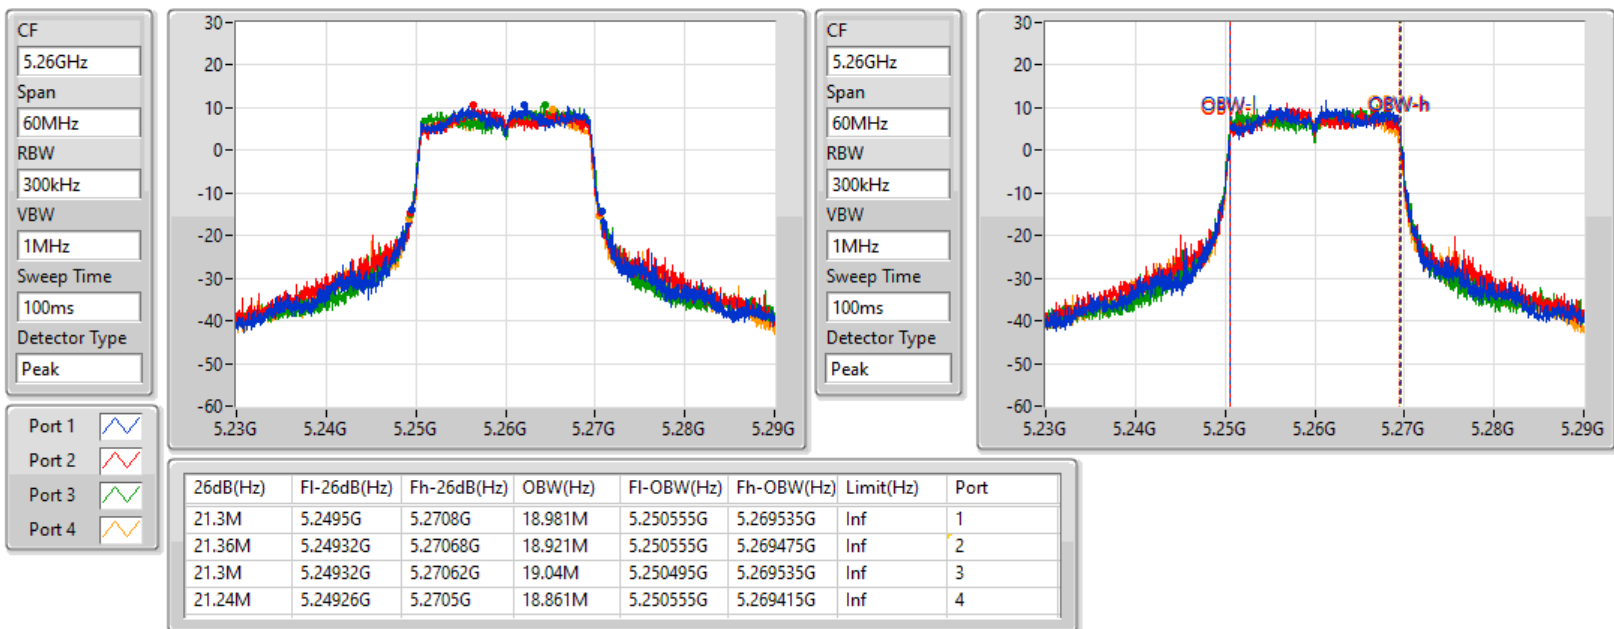 CF
5.26GHz
Span
60MHz
RBW
300kHz
VBW
1MHz
Sweep Time
100ms
Detector Type
Peak
30
20
10
0
-10
-20
-30
-40
-50
-60
5.23G 5.24G 5.25G 5.26G 5.27G 5.28G 5.29G
CF
5.26GHz
Span
60MHz
RBW
300kHz
VBW
1MHz
Sweep Time
100ms
Detector Type
Peak
30
20
10
0
-10
-20
-30
-40
-50
-60
OBW-l OBW-h
5.23G 5.24G 5.25G 5.26G 5.27G 5.28G 5.29G
Port 1
Port 2
Port 3
Port 4
26dB(Hz) Fl-26dB(Hz) Fh-26dB(Hz) OBW(Hz) Fl-OBW(Hz) Fh-OBW(Hz) Limit(Hz) Port
21.3M 5.2495G 5.2708G 18.981M 5.250555G 5.269535G Inf 1
21.36M 5.24932G 5.27068G 18.921M 5.250555G 5.269475G Inf 2
21.3M 5.24932G 5.27062G 19.04M 5.250495G 5.269535G Inf 3
21.24M 5.24926G 5.2705G 18.861M 5.250555G 5.269415G Inf 4